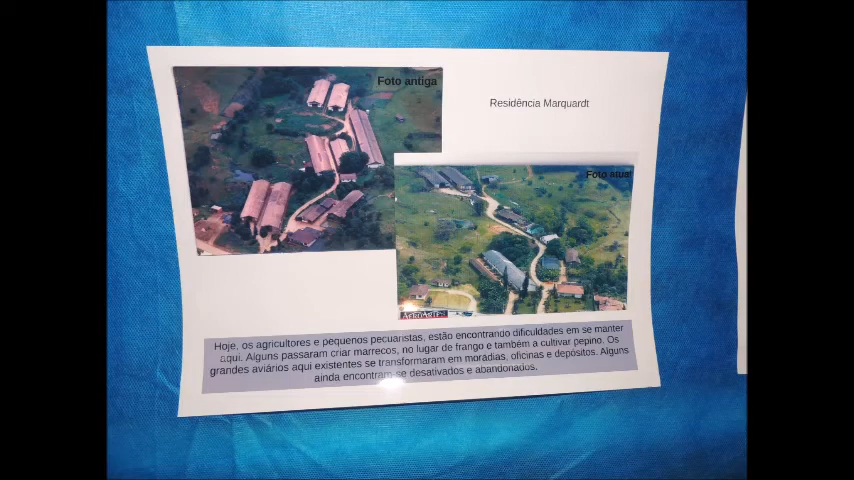 Foto antiga
Residência Marquardt
Foto atual
AEROARTE
Hoje, os agricultores e pequenos pecuaristas, estão encontrando dificuldades em se manter
aqui. Alguns passaram criar marrecos, no lugar de frango e também a cultivar pepino. Os
grandes aviários aqui existentes se transformaram em moradias, oficinas e depósitos. Alguns
ainda encontram-se desativados e abandonados.